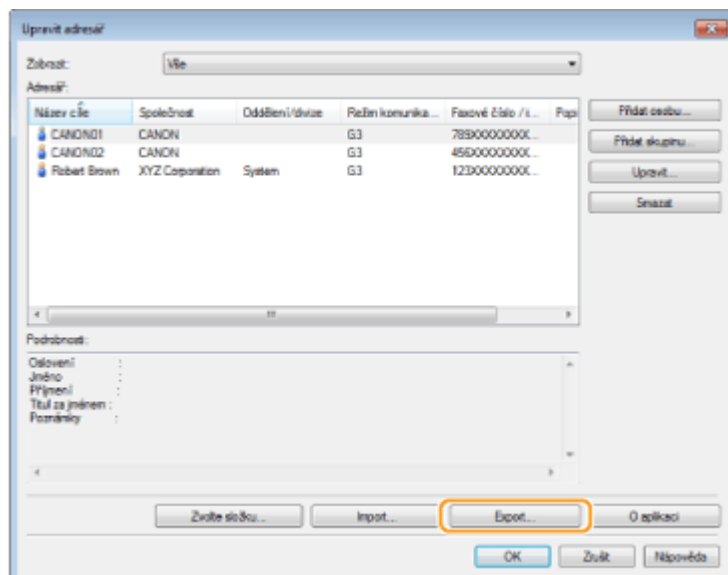 Upravit adresář
Zobrazit: Vše
Adresář:
Název cíle Společnost Oddělení/divize Režim komunika... Faxové číslo / i... Popi
CANON01 CANON G3 789XXXXXXXX...
CANON02 CANON G3 456XXXXXXXX...
Robert Brown XYZ Corporation System G3 123XXXXXXXX...
Přidat osobu...
Přidat skupinu...
Upravit...
Smazat
Podrobnosti:
Oslovení :
Jméno :
Příjmení :
Titul za jménem :
Poznámky :
Zvolte složku... Import... Export... O aplikaci
OK Zrušit Nápověda